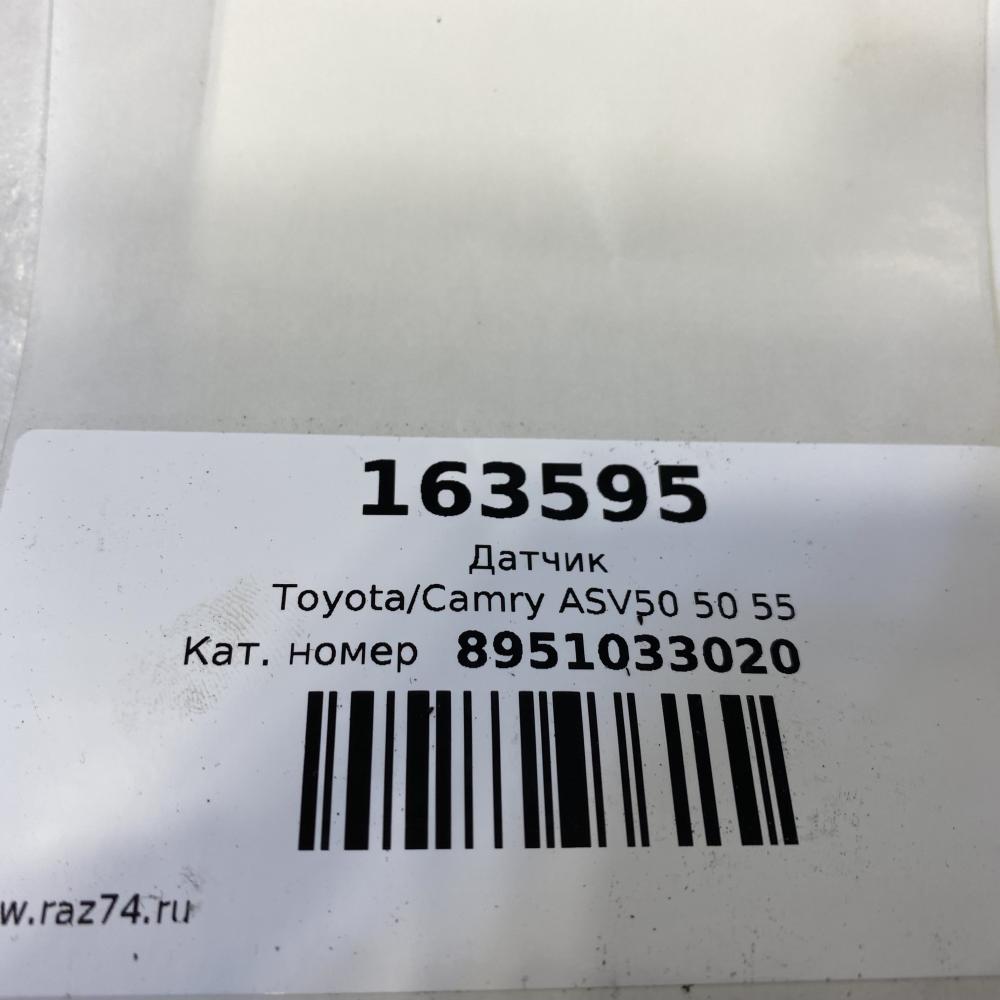 163595
Датчик
Toyota/Camry ASV50 50 55
Кат. номер 8951033020
w.raz74.ru